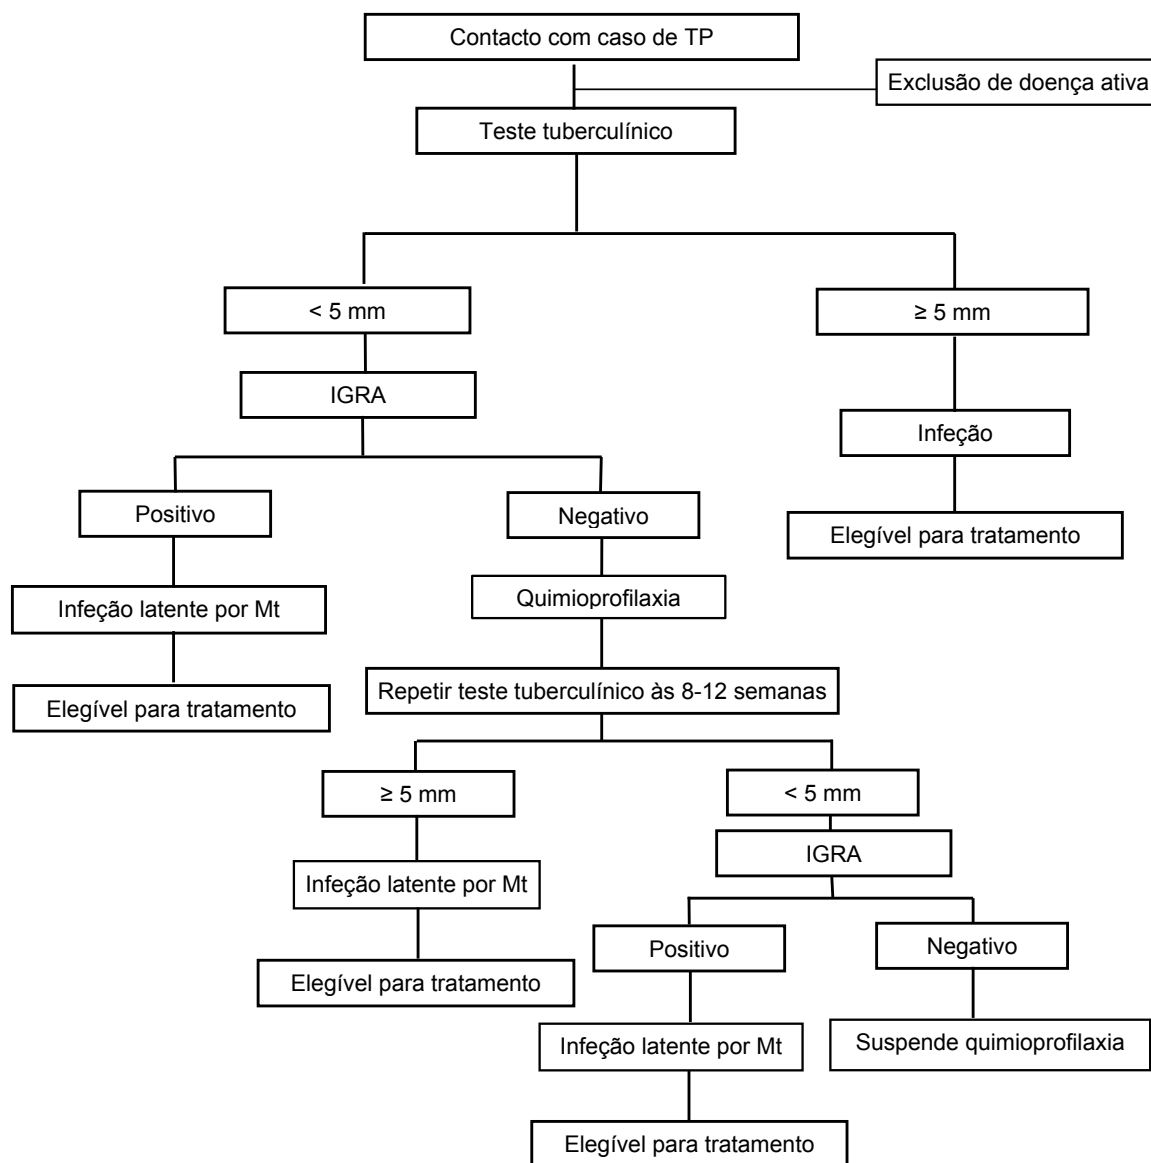 Contacto com caso de TP
Exclusão de doença ativa
Teste tuberculínico
< 5 mm
≥ 5 mm
IGRA
Infeção
Positivo
Negativo
Elegível para tratamento
Infeção latente por Mt
Quimioprofilaxia
Elegível para tratamento
Repetir teste tuberculínico às 8-12 semanas
≥ 5 mm
< 5 mm
IGRA
Infeção latente por Mt
Positivo
Negativo
Elegível para tratamento
Infeção latente por Mt
Suspende quimioprofilaxia
Elegível para tratamento